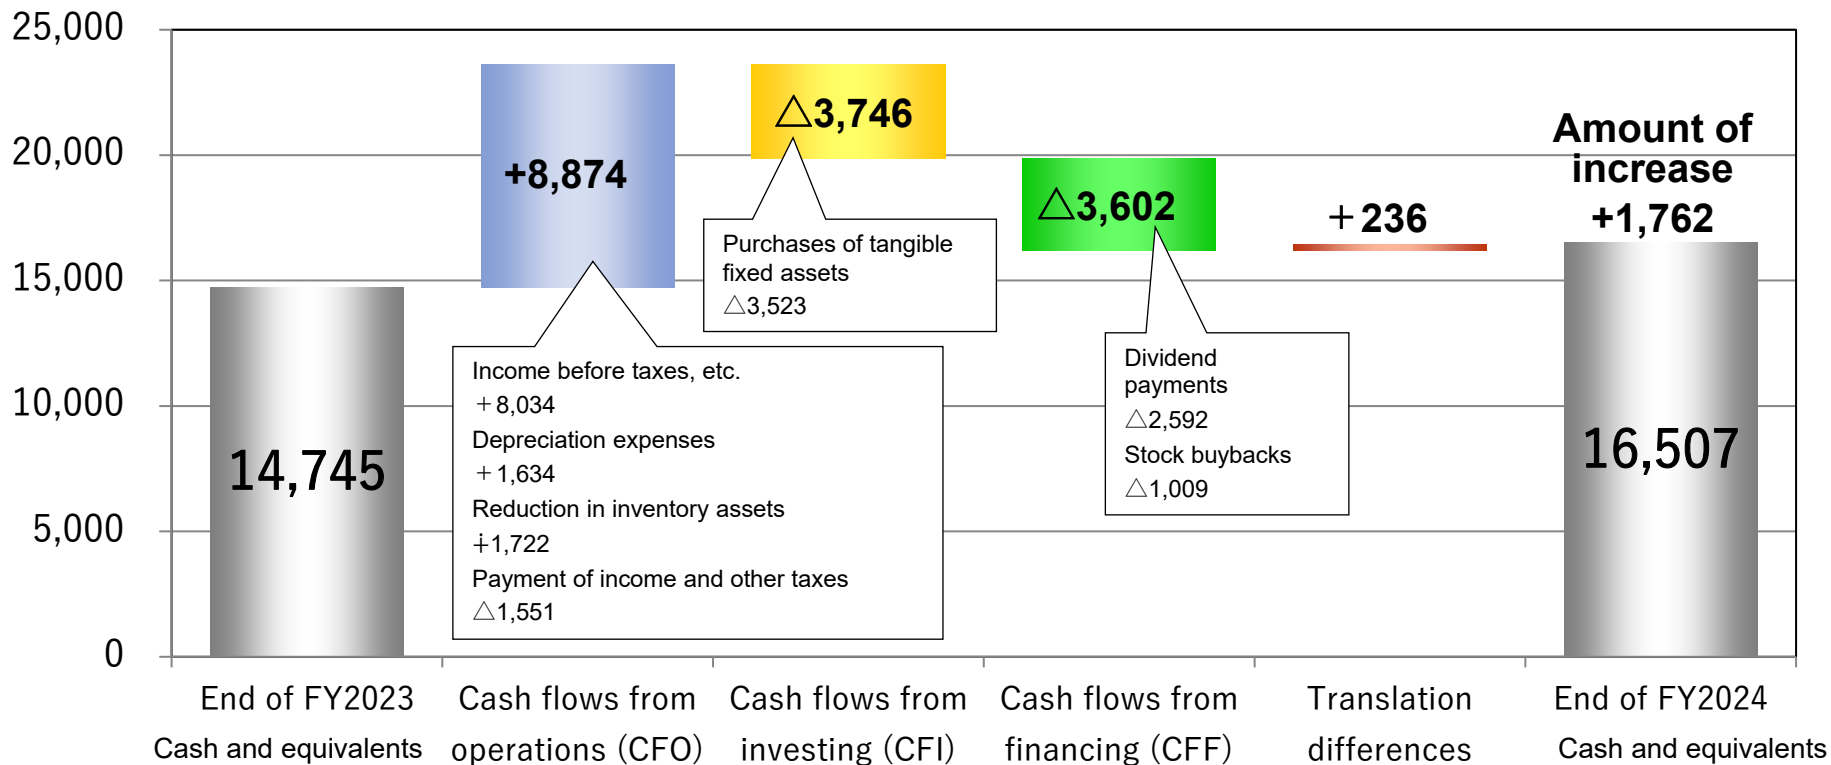 25,000
20,000
15,000
10,000
5,000
0
14,745
+8,874
Income before taxes, etc.
+8,034
Depreciation expenses
+1,634
Reduction in inventory assets
+1,722
Payment of income and other taxes
△1,551
△3,746
Purchases of tangible
fixed assets
△3,523
△3,602
Dividend
payments
△2,592
Stock buybacks
△1,009
+236
Amount of
increase
+1,762
16,507
End of FY2023
Cash and equivalents
Cash flows from
operations (CFO)
Cash flows from
investing (CFI)
Cash flows from
financing (CFF)
Translation
differences
End of FY2024
Cash and equivalents